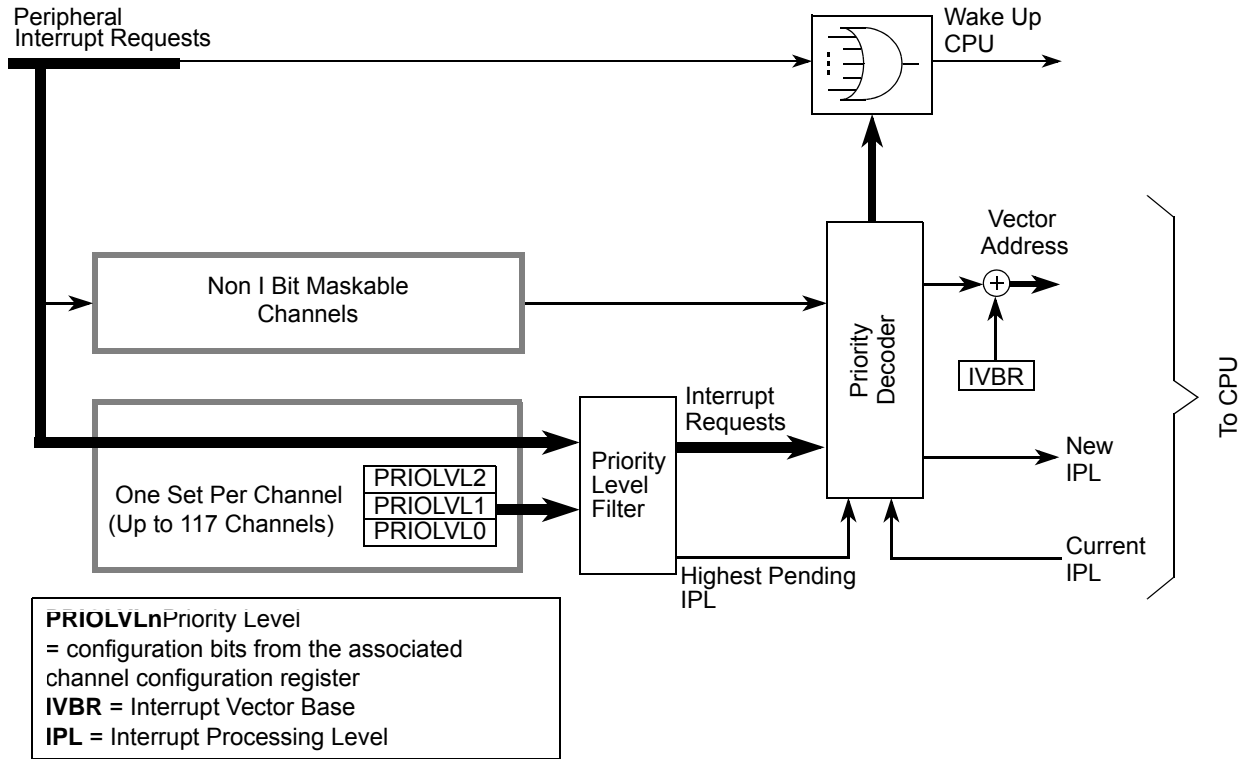 Peripheral
Interrupt Requests
Wake Up
CPU
Vector
Address
Non I Bit Maskable
Channels
Priority
Decoder
IVBR
To CPU
Interrupt
Requests
New
IPL
Priority
Level
Filter
One Set Per Channel
(Up to 117 Channels)
PRIOLVL2
PRIOLVL1
PRIOLVL0
Current
IPL
Highest Pending
IPL
PRIOLVLnPriority Level
= configuration bits from the associated
channel configuration register
IVBR = Interrupt Vector Base
IPL = Interrupt Processing Level